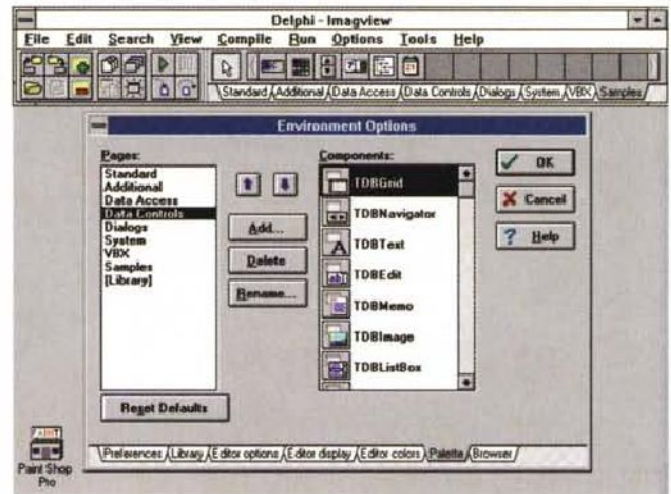 Delphi - Imagview
File Edit Search View Compile Run Options Tools Help
Standard Additional Data Access Data Controls Dialogs System VBX Samples
Environment Options
Pages:
Standard
Additional
Data Access
Data Controls
Dialogs
System
VBX
Samples
[Library]
Add...
Delete
Rename...
Reset Defaults
Components:
TDBGrid
TDBNavigator
TDBText
TDBEdit
TDBMemo
TDBImage
TDBListBox
OK
Cancel
Help
Preferences Library Editor options Editor display Editor colors Palette Browser
Paint Shop
Pro